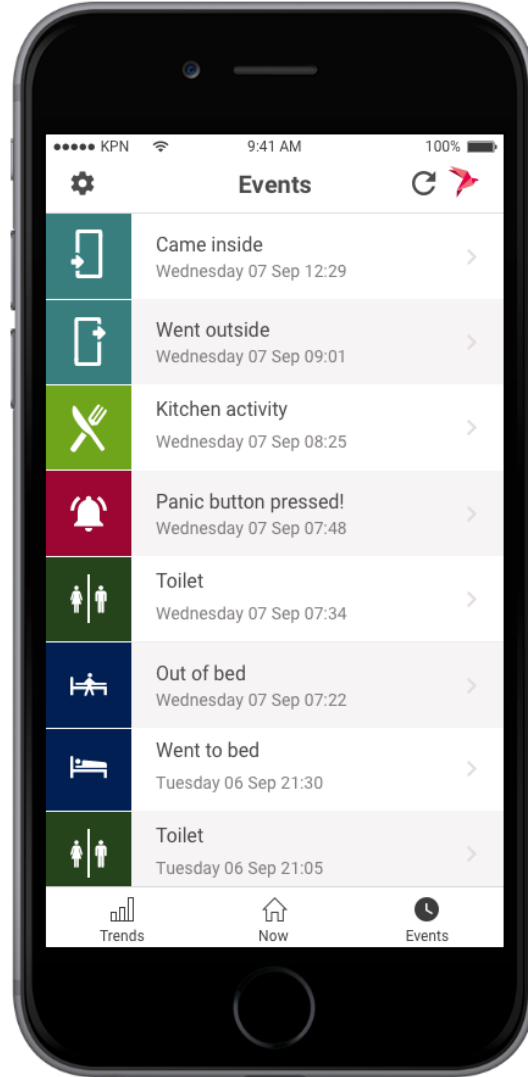 KPN 9:41 AM 100%
Events
Came inside
Wednesday 07 Sep 12:29
Went outside
Wednesday 07 Sep 09:01
Kitchen activity
Wednesday 07 Sep 08:25
Panic button pressed!
Wednesday 07 Sep 07:48
Toilet
Wednesday 07 Sep 07:34
Out of bed
Wednesday 07 Sep 07:22
Went to bed
Tuesday 06 Sep 21:30
Toilet
Tuesday 06 Sep 21:05
Trends Now Events